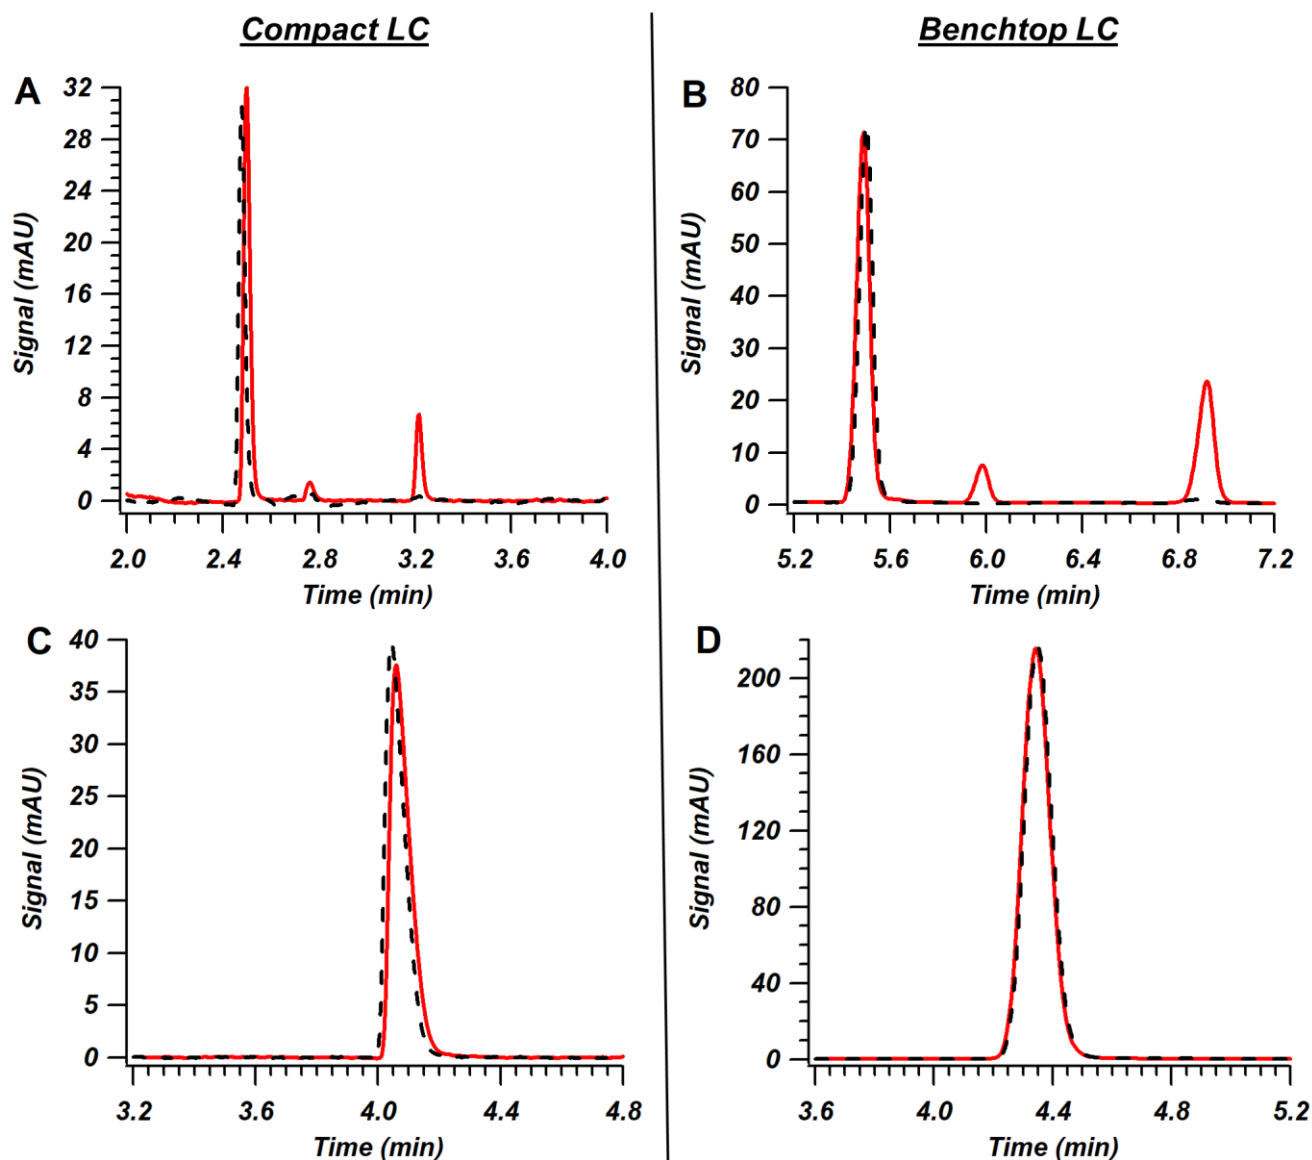 Compact LC
Benchtop LC
A
32
28
24
20
16
12
8
4
0
Signal (mAU)
2.0 2.4 2.8 3.2 3.6 4.0
Time (min)
B
80
70
60
50
40
30
20
10
0
Signal (mAU)
5.2 5.6 6.0 6.4 6.8 7.2
Time (min)
C
40
35
30
25
20
15
10
5
0
Signal (mAU)
3.2 3.6 4.0 4.4 4.8
Time (min)
D
200
160
120
80
40
0
Signal (mAU)
3.6 4.0 4.4 4.8 5.2
Time (min)